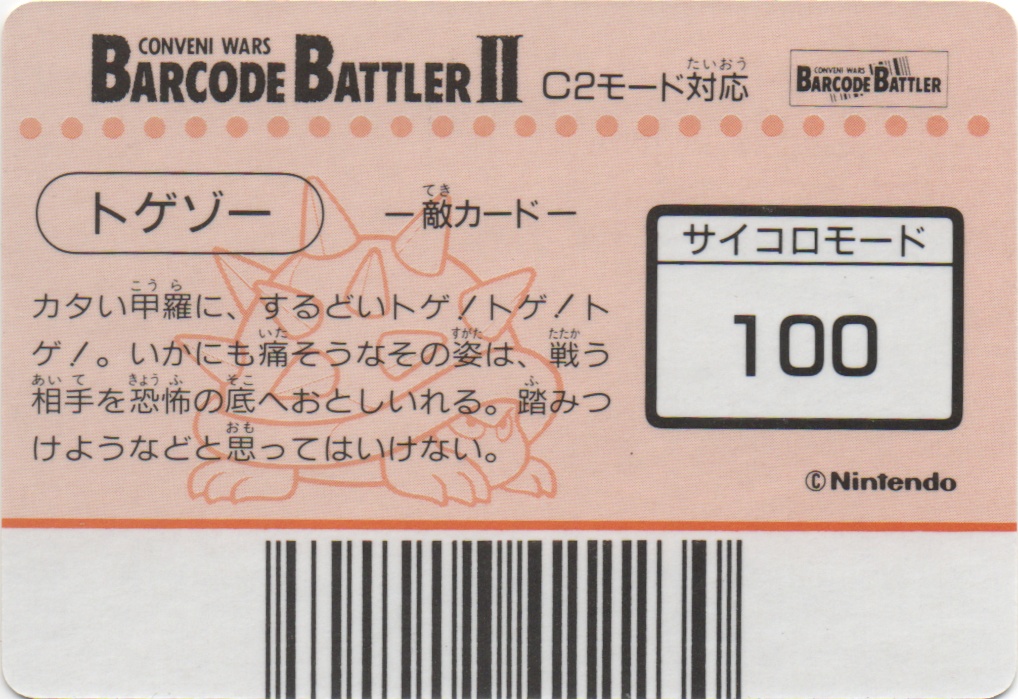 CONVENI WARS
BARCODE BATTLER II C2モード対応
たいおう
CONVENI WARS
BARCODE BATTLER
トゲゾー
てき
―敵カード―
サイコロモード
100
こうら
カタい甲羅に、するどいトゲ！トゲ！ト
いた すがた たたか
ゲ！。いかにも痛そうなその姿は、戦う
あいて きょうふ そこ ふ
相手を恐怖の底へおとしいれる。踏みつ
おも
けようなどと思ってはいけない。
©Nintendo